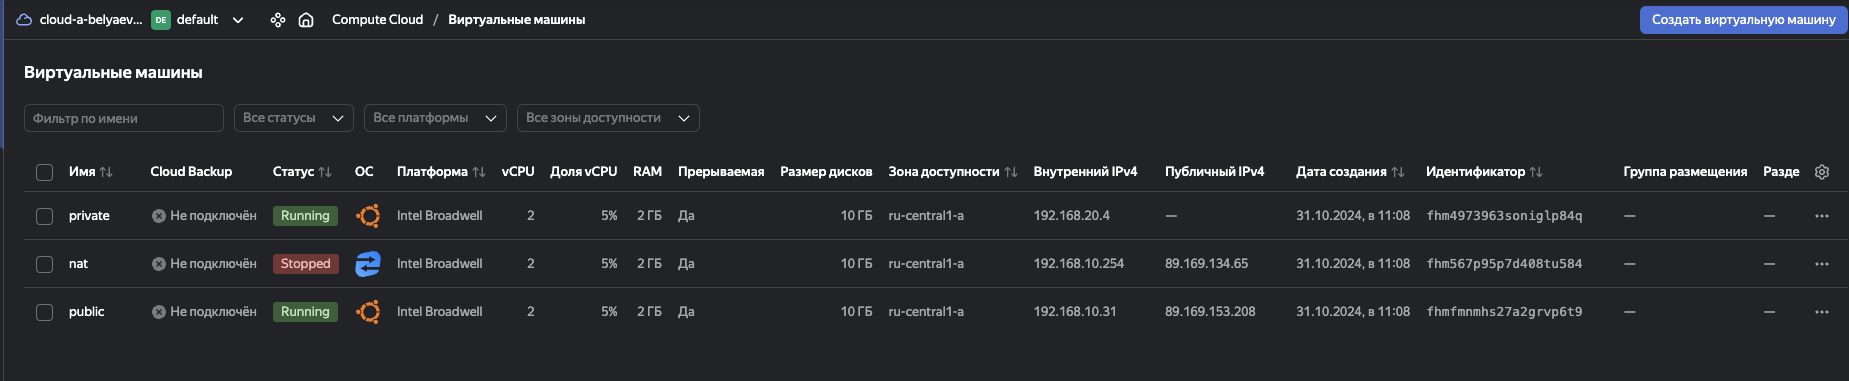 cloud-a-belyaev... DE default Compute Cloud / Виртуальные машины Создать виртуальную машину
Виртуальные машины
Фильтр по имени Все статусы Все платформы Все зоны доступности
Имя Cloud Backup Статус ОС Платформа vCPU Доля vCPU RAM Прерываемая Размер дисков Зона доступности Внутренний IPv4 Публичный IPv4 Дата создания Идентификатор Группа размещения Разде
private Не подключён Running Intel Broadwell 2 5% 2 ГБ Да 10 ГБ ru-central1-a 192.168.20.4 — 31.10.2024, в 11:08 fhm4973963soniglp84q — —
nat Не подключён Stopped Intel Broadwell 2 5% 2 ГБ Да 10 ГБ ru-central1-a 192.168.10.254 89.169.134.65 31.10.2024, в 11:08 fhm567p95p7d408tu584 — —
public Не подключён Running Intel Broadwell 2 5% 2 ГБ Да 10 ГБ ru-central1-a 192.168.10.31 89.169.153.208 31.10.2024, в 11:08 fhmfmnmhs27a2grvp6t9 — —